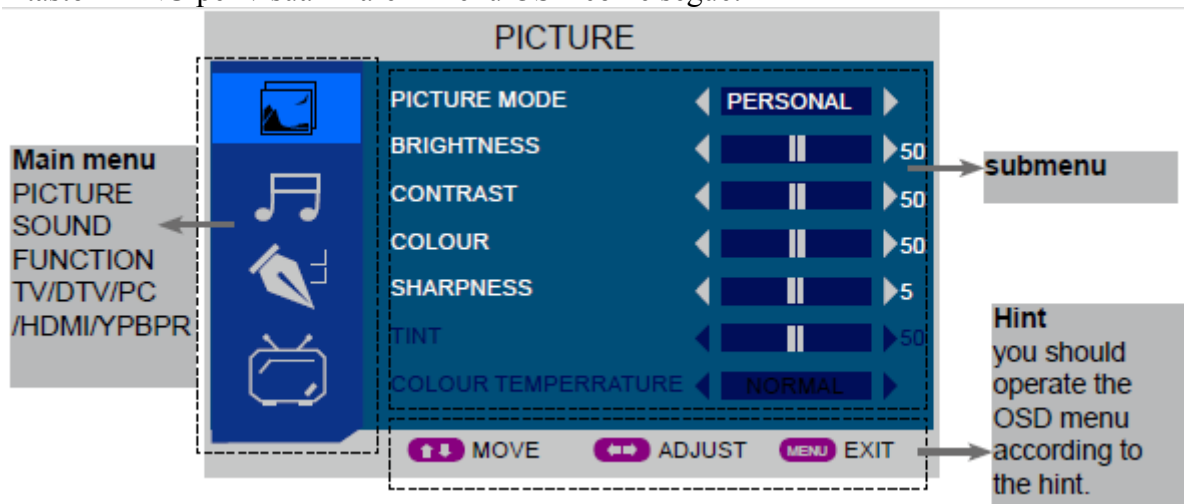 PICTURE
Main menu
PICTURE
SOUND
FUNCTION
TV/DTV/PC
/HDMI/YPBPR
PICTURE MODE PERSONAL
BRIGHTNESS 50
CONTRAST 50
COLOUR 50
SHARPNESS 5
TINT 50
COLOUR TEMPERRATURE NORMAL
MOVE ADJUST MENU EXIT
submenu
Hint
you should
operate the
OSD menu
according to
the hint.